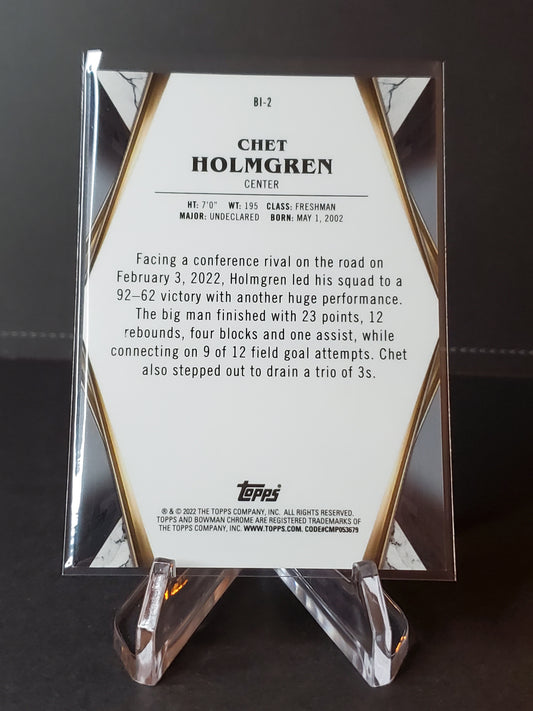 BI-2
CHET
HOLMGREN
CENTER
HT: 7'0" WT: 195 CLASS: FRESHMAN
MAJOR: UNDECLARED BORN: MAY 1, 2002
Facing a conference rival on the road on
February 3, 2022, Holmgren led his squad to a
92–62 victory with another huge performance.
The big man finished with 23 points, 12
rebounds, four blocks and one assist, while
connecting on 9 of 12 field goal attempts. Chet
also stepped out to drain a trio of 3s.
topps
® & © 2022 THE TOPPS COMPANY, INC. ALL RIGHTS RESERVED.
TOPPS AND BOWMAN CHROME ARE REGISTERED TRADEMARKS OF
THE TOPPS COMPANY, INC. WWW.TOPPS.COM. CODE#CMP053679